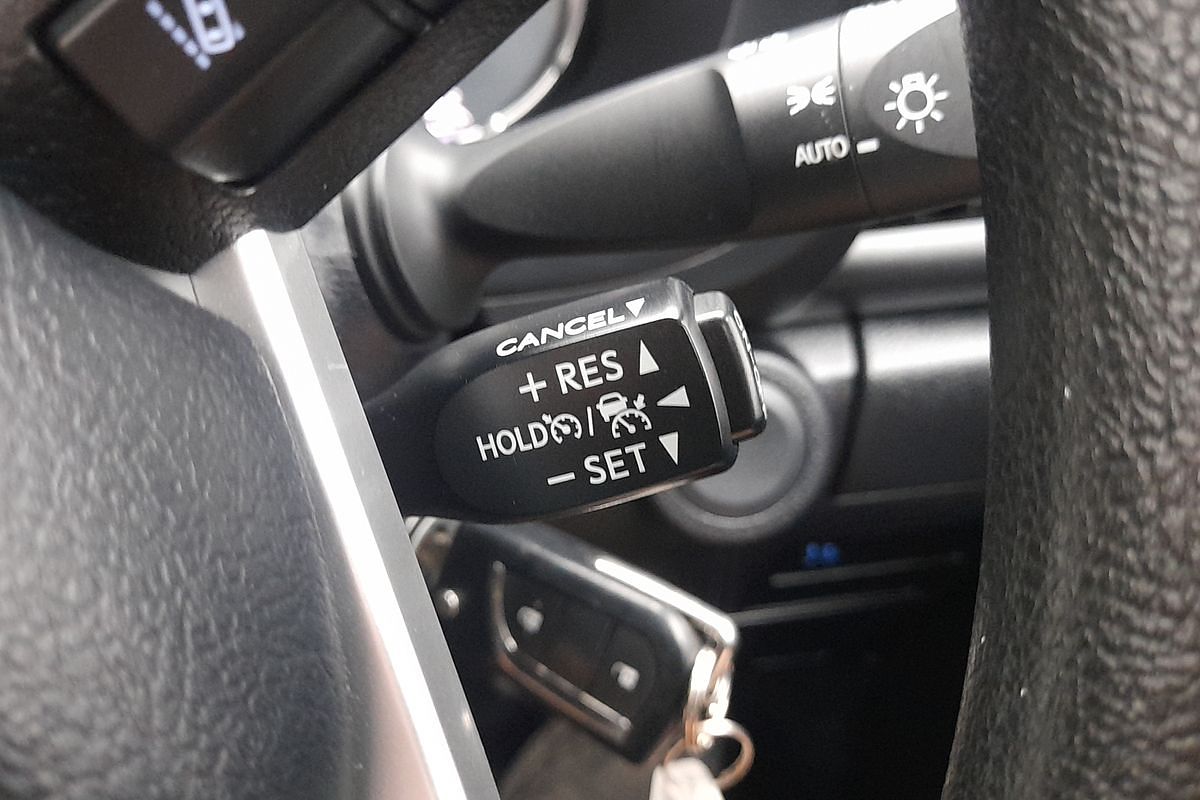 AUTO
CANCEL
+ RES
HOLD /
− SET